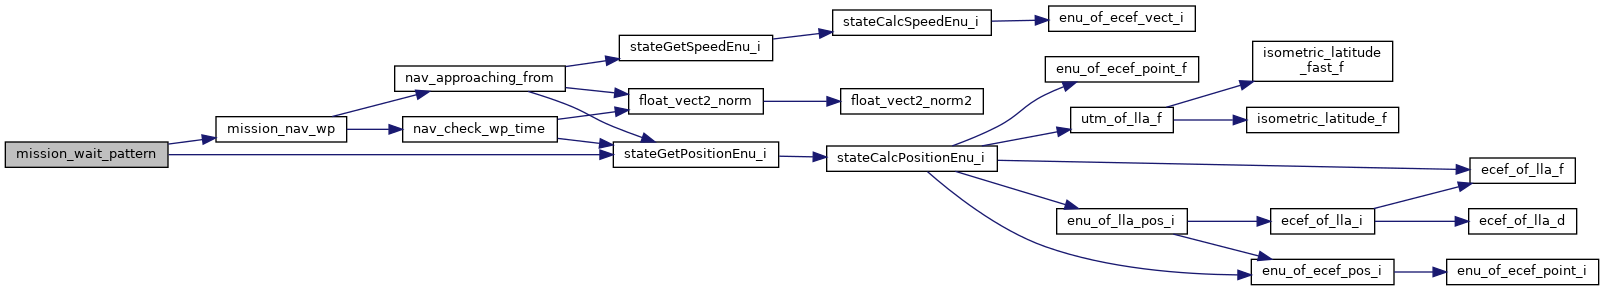 mission_wait_pattern
mission_nav_wp
nav_approaching_from
nav_check_wp_time
stateGetSpeedEnu_i
float_vect2_norm
stateGetPositionEnu_i
stateCalcSpeedEnu_i
float_vect2_norm2
stateCalcPositionEnu_i
enu_of_ecef_vect_i
enu_of_ecef_point_f
utm_of_lla_f
enu_of_lla_pos_i
isometric_latitude
_fast_f
isometric_latitude_f
ecef_of_lla_i
enu_of_ecef_pos_i
ecef_of_lla_f
ecef_of_lla_d
enu_of_ecef_point_i